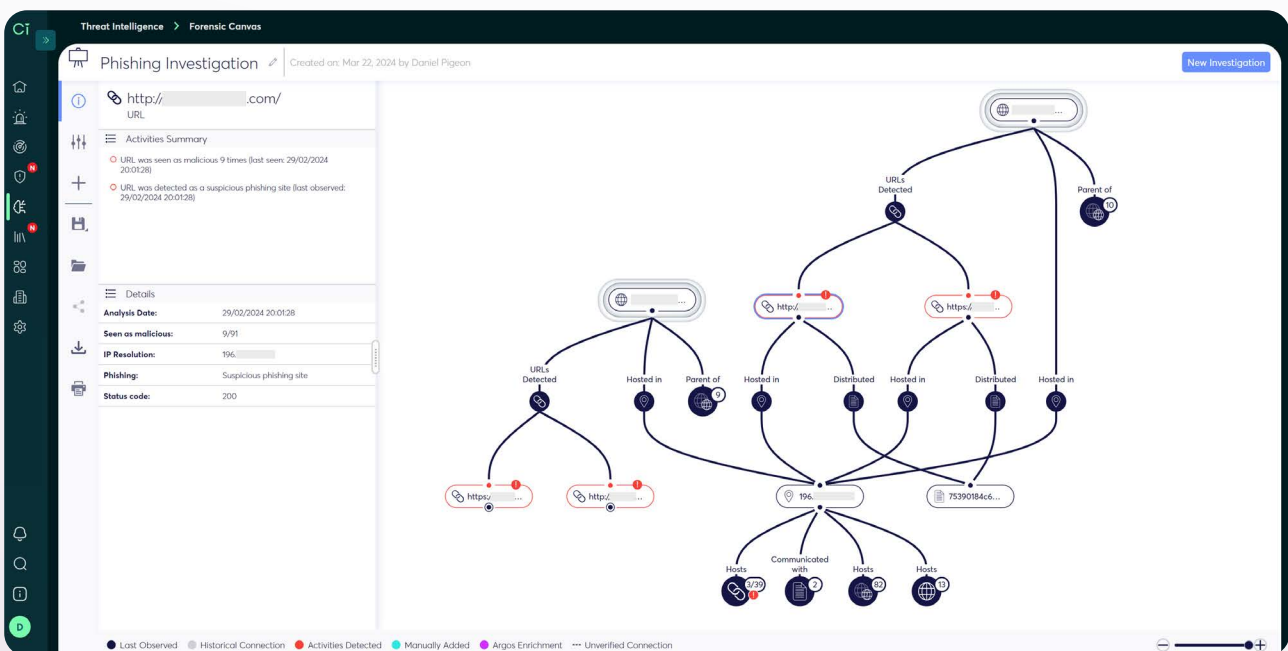 Ci
Threat Intelligence > Forensic Canvas
Phishing Investigation
Created on: Mar 22, 2024 by Daniel Pigeon
New Investigation
N
N
D
http:// .com/
URL
Activities Summary
URL was seen as malicious 9 times (last seen: 29/02/2024
20:01:28)
URL was detected as a suspicious phishing site (last observed:
29/02/2024 20:01:28)
Details
Analysis Date: 29/02/2024 20:01:28
Seen as malicious: 9/91
IP Resolution: 196.
Phishing: Suspicious phishing site
Status code: 200
...
URLs
Detected
Parent of
10
...
http:/ ..
https:/ ..
URLs
Detected
Hosted in
Parent of
9
Hosted in
Distributed
Hosted in
Distributed
Hosted in
https:/ ...
http:/ ..
196.
75390184c6...
Hosts
3/39
Communicated
with
2
Hosts
82
Hosts
13
Last Observed
Historical Connection
Activities Detected
Manually Added
Argos Enrichment
--- Unverified Connection